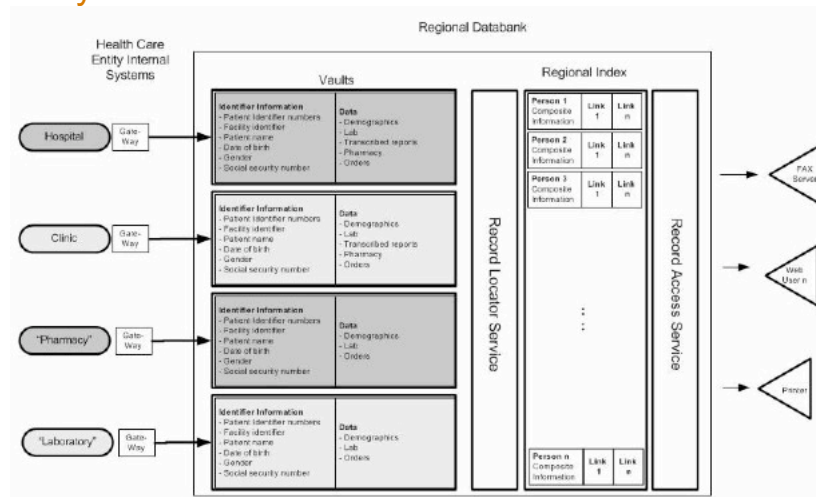 Regional Databank
Health Care
Entity Internal
Systems
Vaults
Regional Index
Hospital
Gate-
Way
Identifier Information
- Patient Identifier numbers
- Facility identifier
- Patient name
- Date of birth
- Gender
- Social security number
Data
- Demographics
- Lab
- Transcribed reports
- Pharmacy
- Orders
Clinic
Gate-
Way
Identifier Information
- Patient Identifier numbers
- Facility identifier
- Patient name
- Date of birth
- Gender
- Social security number
Data
- Demographics
- Lab
- Transcribed reports
- Pharmacy
- Orders
"Pharmacy"
Gate-
Way
Identifier Information
- Patient Identifier numbers
- Facility identifier
- Patient name
- Date of birth
- Gender
- Social security number
Data
- Demographics
- Lab
- Orders
"Laboratory"
Gate-
Way
Identifier Information
- Patient Identifier numbers
- Facility identifier
- Patient name
- Date of birth
- Gender
- Social security number
Data
- Demographics
- Lab
- Orders
Record Locator Service
Person 1
Composite
Information
Link
1
Link
n
Person 2
Composite
Information
Link
1
Link
n
Person 3
Composite
Information
Link
1
Link
n
Person n
Composite
Information
Link
1
Link
n
Record Access Service
FAX
Server
Web
User n
Printer